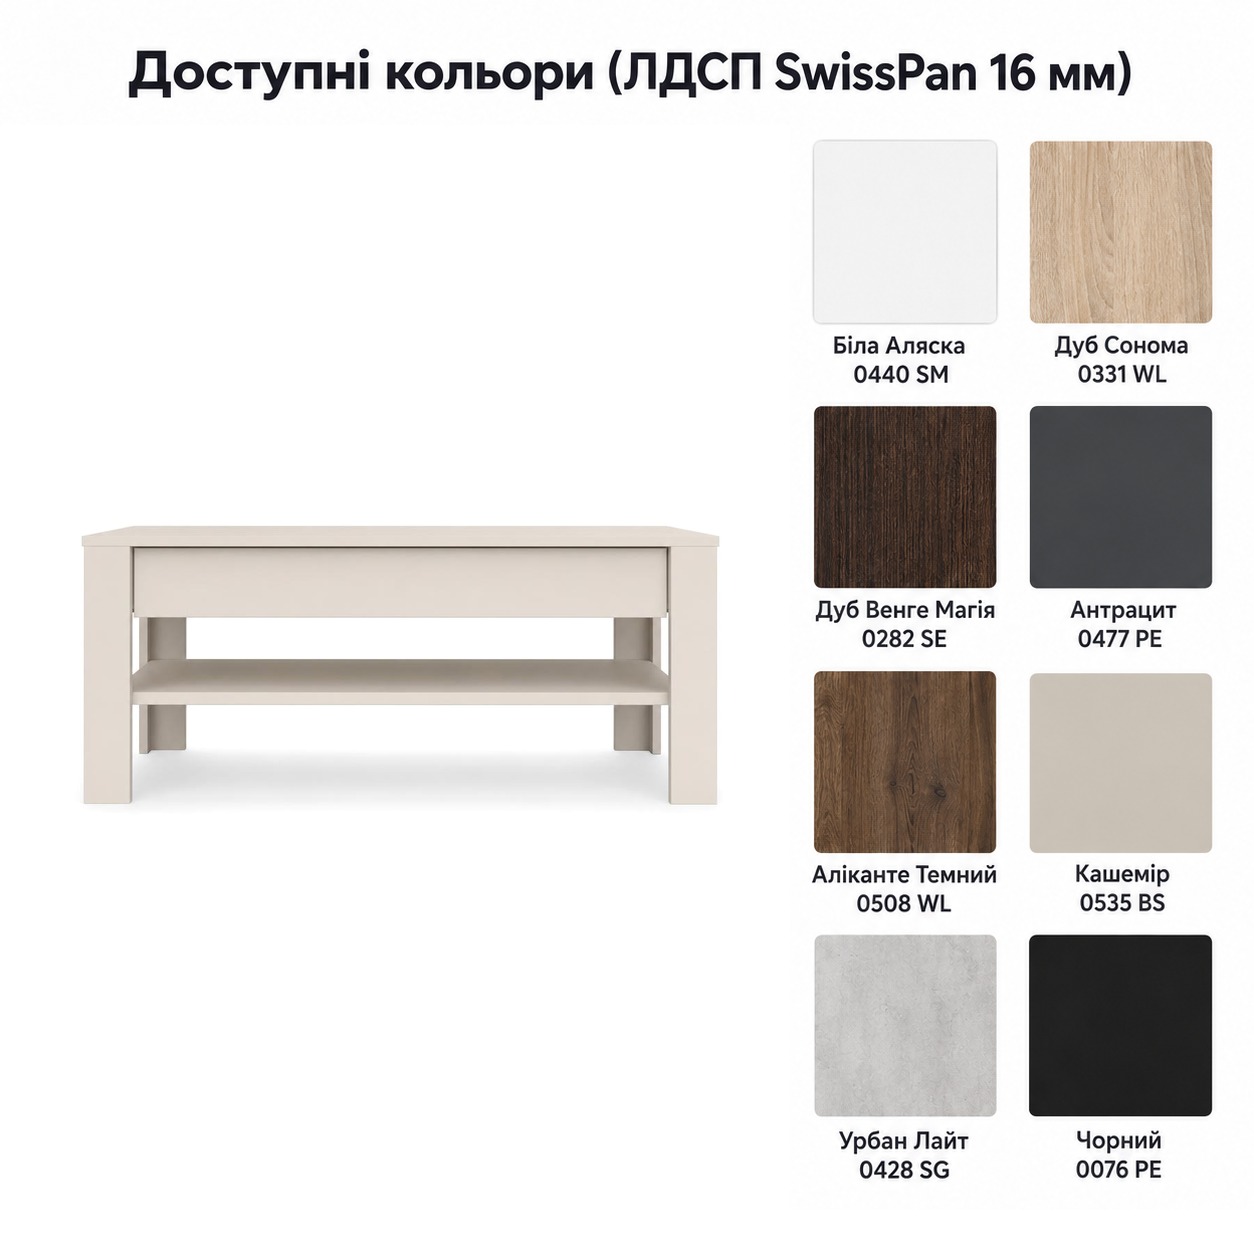 Доступні кольори (ЛДСП SwissPan 16 мм)
Біла Аляска
0440 SM
Дуб Сонома
0331 WL
Дуб Венге Магія
0282 SE
Антрацит
0477 PE
Аліканте Темний
0508 WL
Кашемір
0535 BS
Урбан Лайт
0428 SG
Чорний
0076 PE